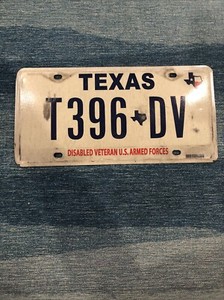 TEXAS
T396 DV
DISABLED VETERAN U.S. ARMED FORCES